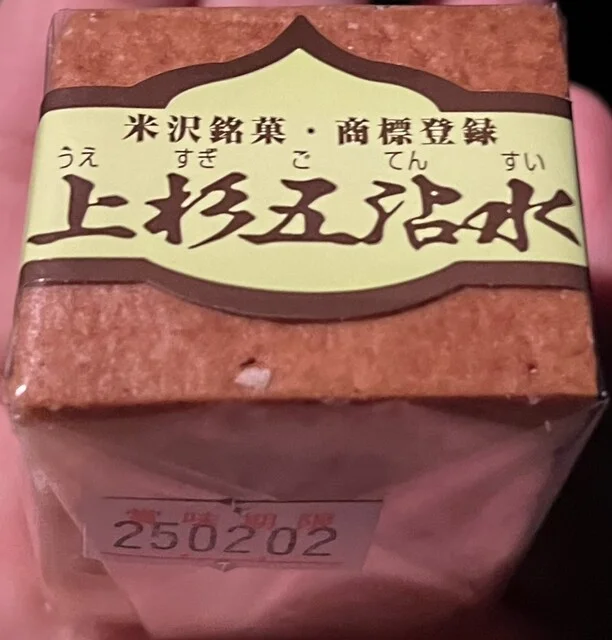 米沢銘菓・商標登録
うえ すぎ ご てん すい
上杉五沾水
賞味期限
250202